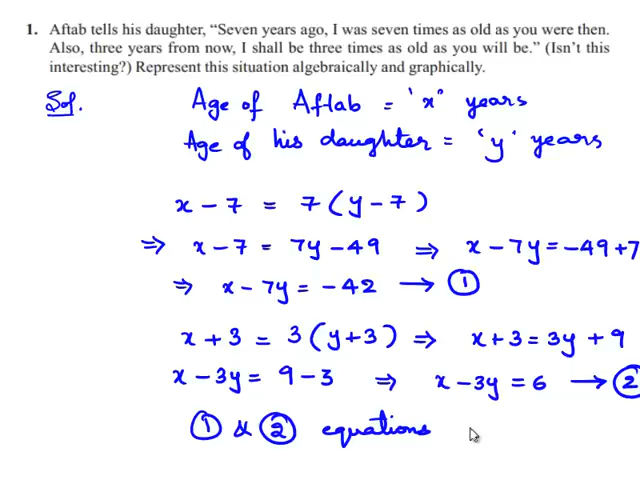 1. Aftab tells his daughter, “Seven years ago, I was seven times as old as you were then.
Also, three years from now, I shall be three times as old as you will be.” (Isn't this
interesting?) Represent this situation algebraically and graphically.
Sol. Age of Aftab = 'x' years
Age of his daughter = 'y' years
x - 7 = 7(y - 7)
⇒ x - 7 = 7y - 49 ⇒ x - 7y = -49+7
⇒ x - 7y = -42 → ①
x + 3 = 3(y+3) ⇒ x+3 = 3y + 9
x - 3y = 9 - 3 ⇒ x - 3y = 6 → ②
① & ② equations